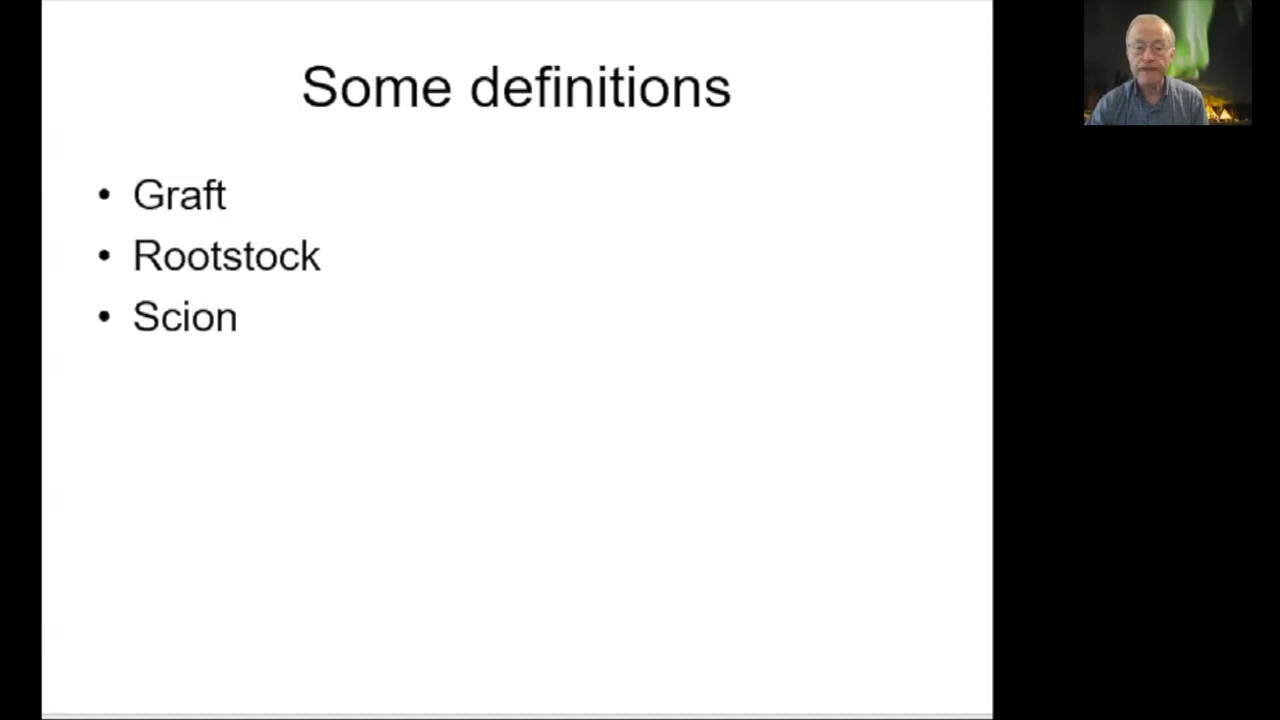 Some definitions
• Graft
• Rootstock
• Scion